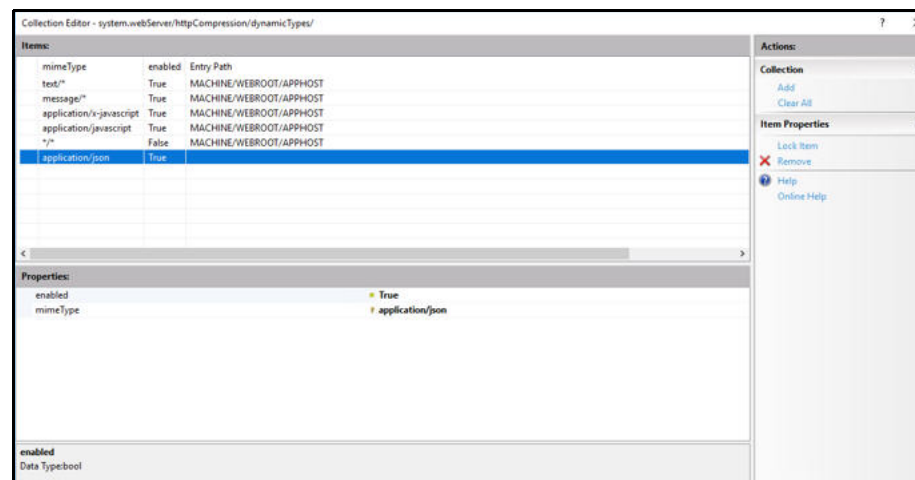 Collection Editor - system.webServer/httpCompression/dynamicTypes/ ?
Items:
mimeType enabled Entry Path
text/* True MACHINE/WEBROOT/APPHOST
message/* True MACHINE/WEBROOT/APPHOST
application/x-javascript True MACHINE/WEBROOT/APPHOST
application/javascript True MACHINE/WEBROOT/APPHOST
*/* False MACHINE/WEBROOT/APPHOST
application/json True
Properties:
enabled True
mimeType application/json
enabled
Data Type:bool
Actions:
Collection
Add
Clear All
Item Properties
Lock Item
Remove
Help
Online Help